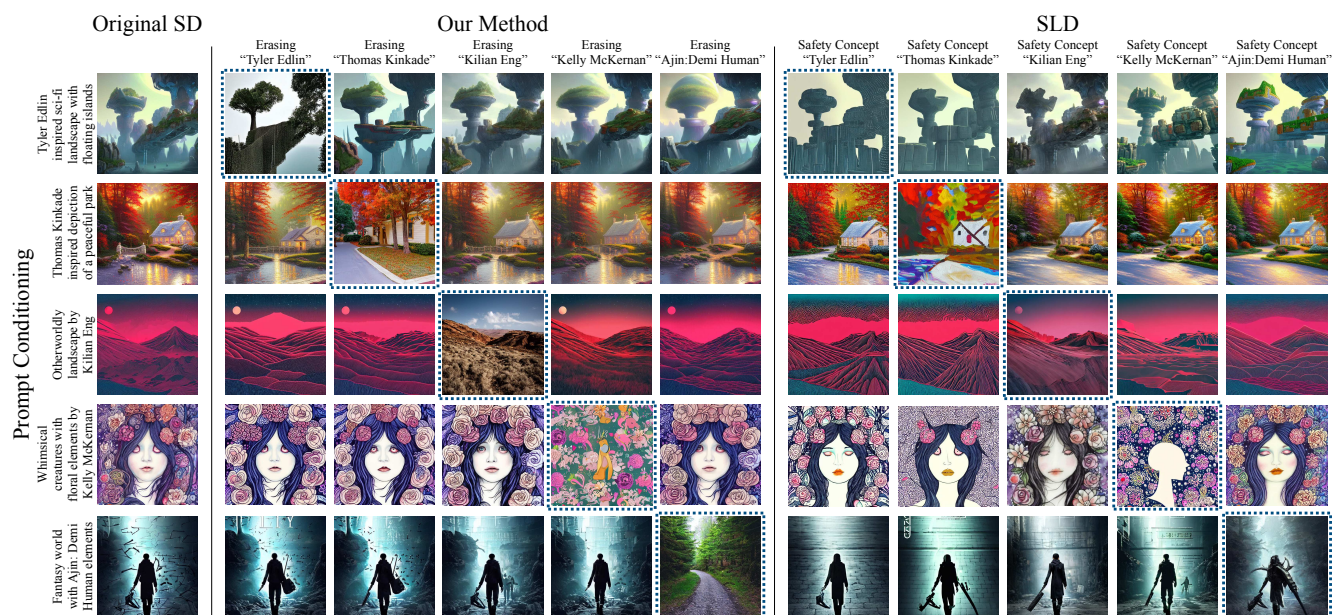 Original SD
Our Method
SLD
Erasing
“Tyler Edlin”
Erasing
“Thomas Kinkade”
Erasing
“Kilian Eng”
Erasing
“Kelly McKernan”
Erasing
“Ajin:Demi Human”
Safety Concept
“Tyler Edlin”
Safety Concept
“Thomas Kinkade”
Safety Concept
“Kilian Eng”
Safety Concept
“Kelly McKernan”
Safety Concept
“Ajin:Demi Human”
Prompt Conditioning
Tyler Edlin
inspired sci-fi
landscape with
floating islands
Thomas Kinkade
inspired depiction
of a peaceful park
Otherworldly
landscape by
Kilian Eng
Whimsical
creatures with
floral elements by
Kelly McKernan
Fantasy world
with Ajin: Demi
Human elements